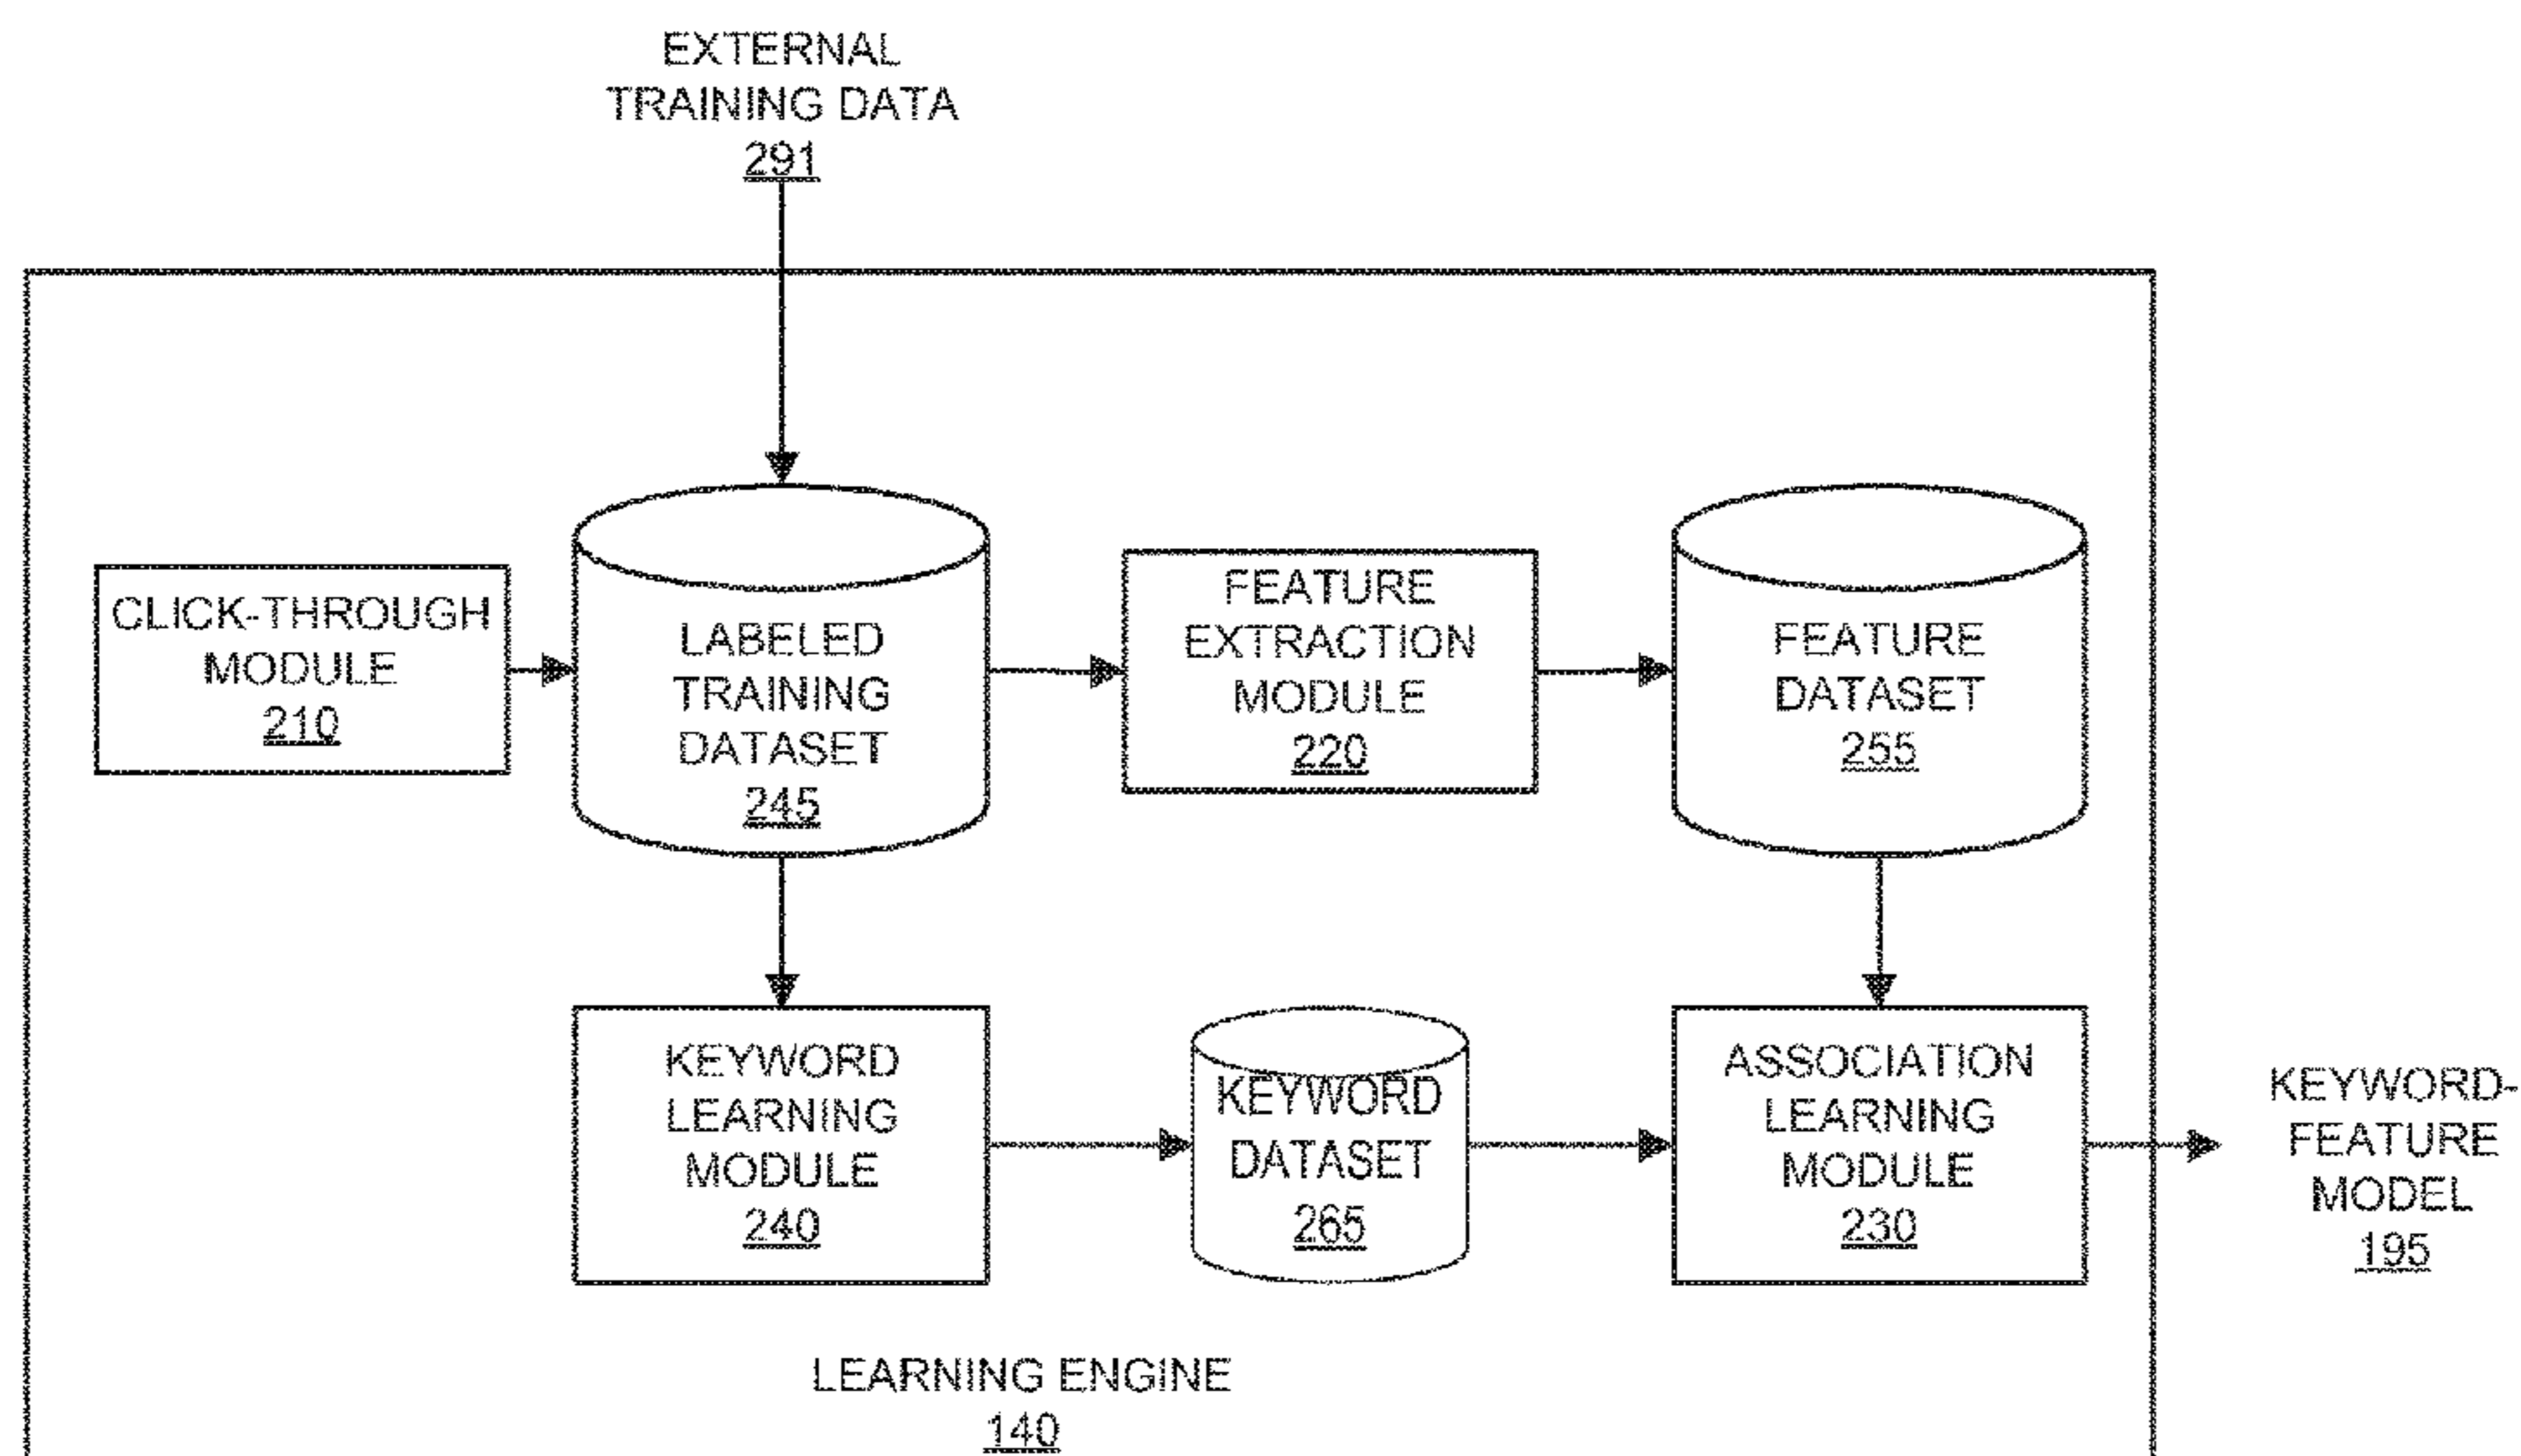 EXTERNAL
TRAINING DATA
291
CLICK-THROUGH
MODULE
210
LABELED
TRAINING
DATASET
245
FEATURE
EXTRACTION
MODULE
220
FEATURE
DATASET
255
KEYWORD
LEARNING
MODULE
240
KEYWORD
DATASET
265
ASSOCIATION
LEARNING
MODULE
230
KEYWORD-
FEATURE
MODEL
195
LEARNING ENGINE
140